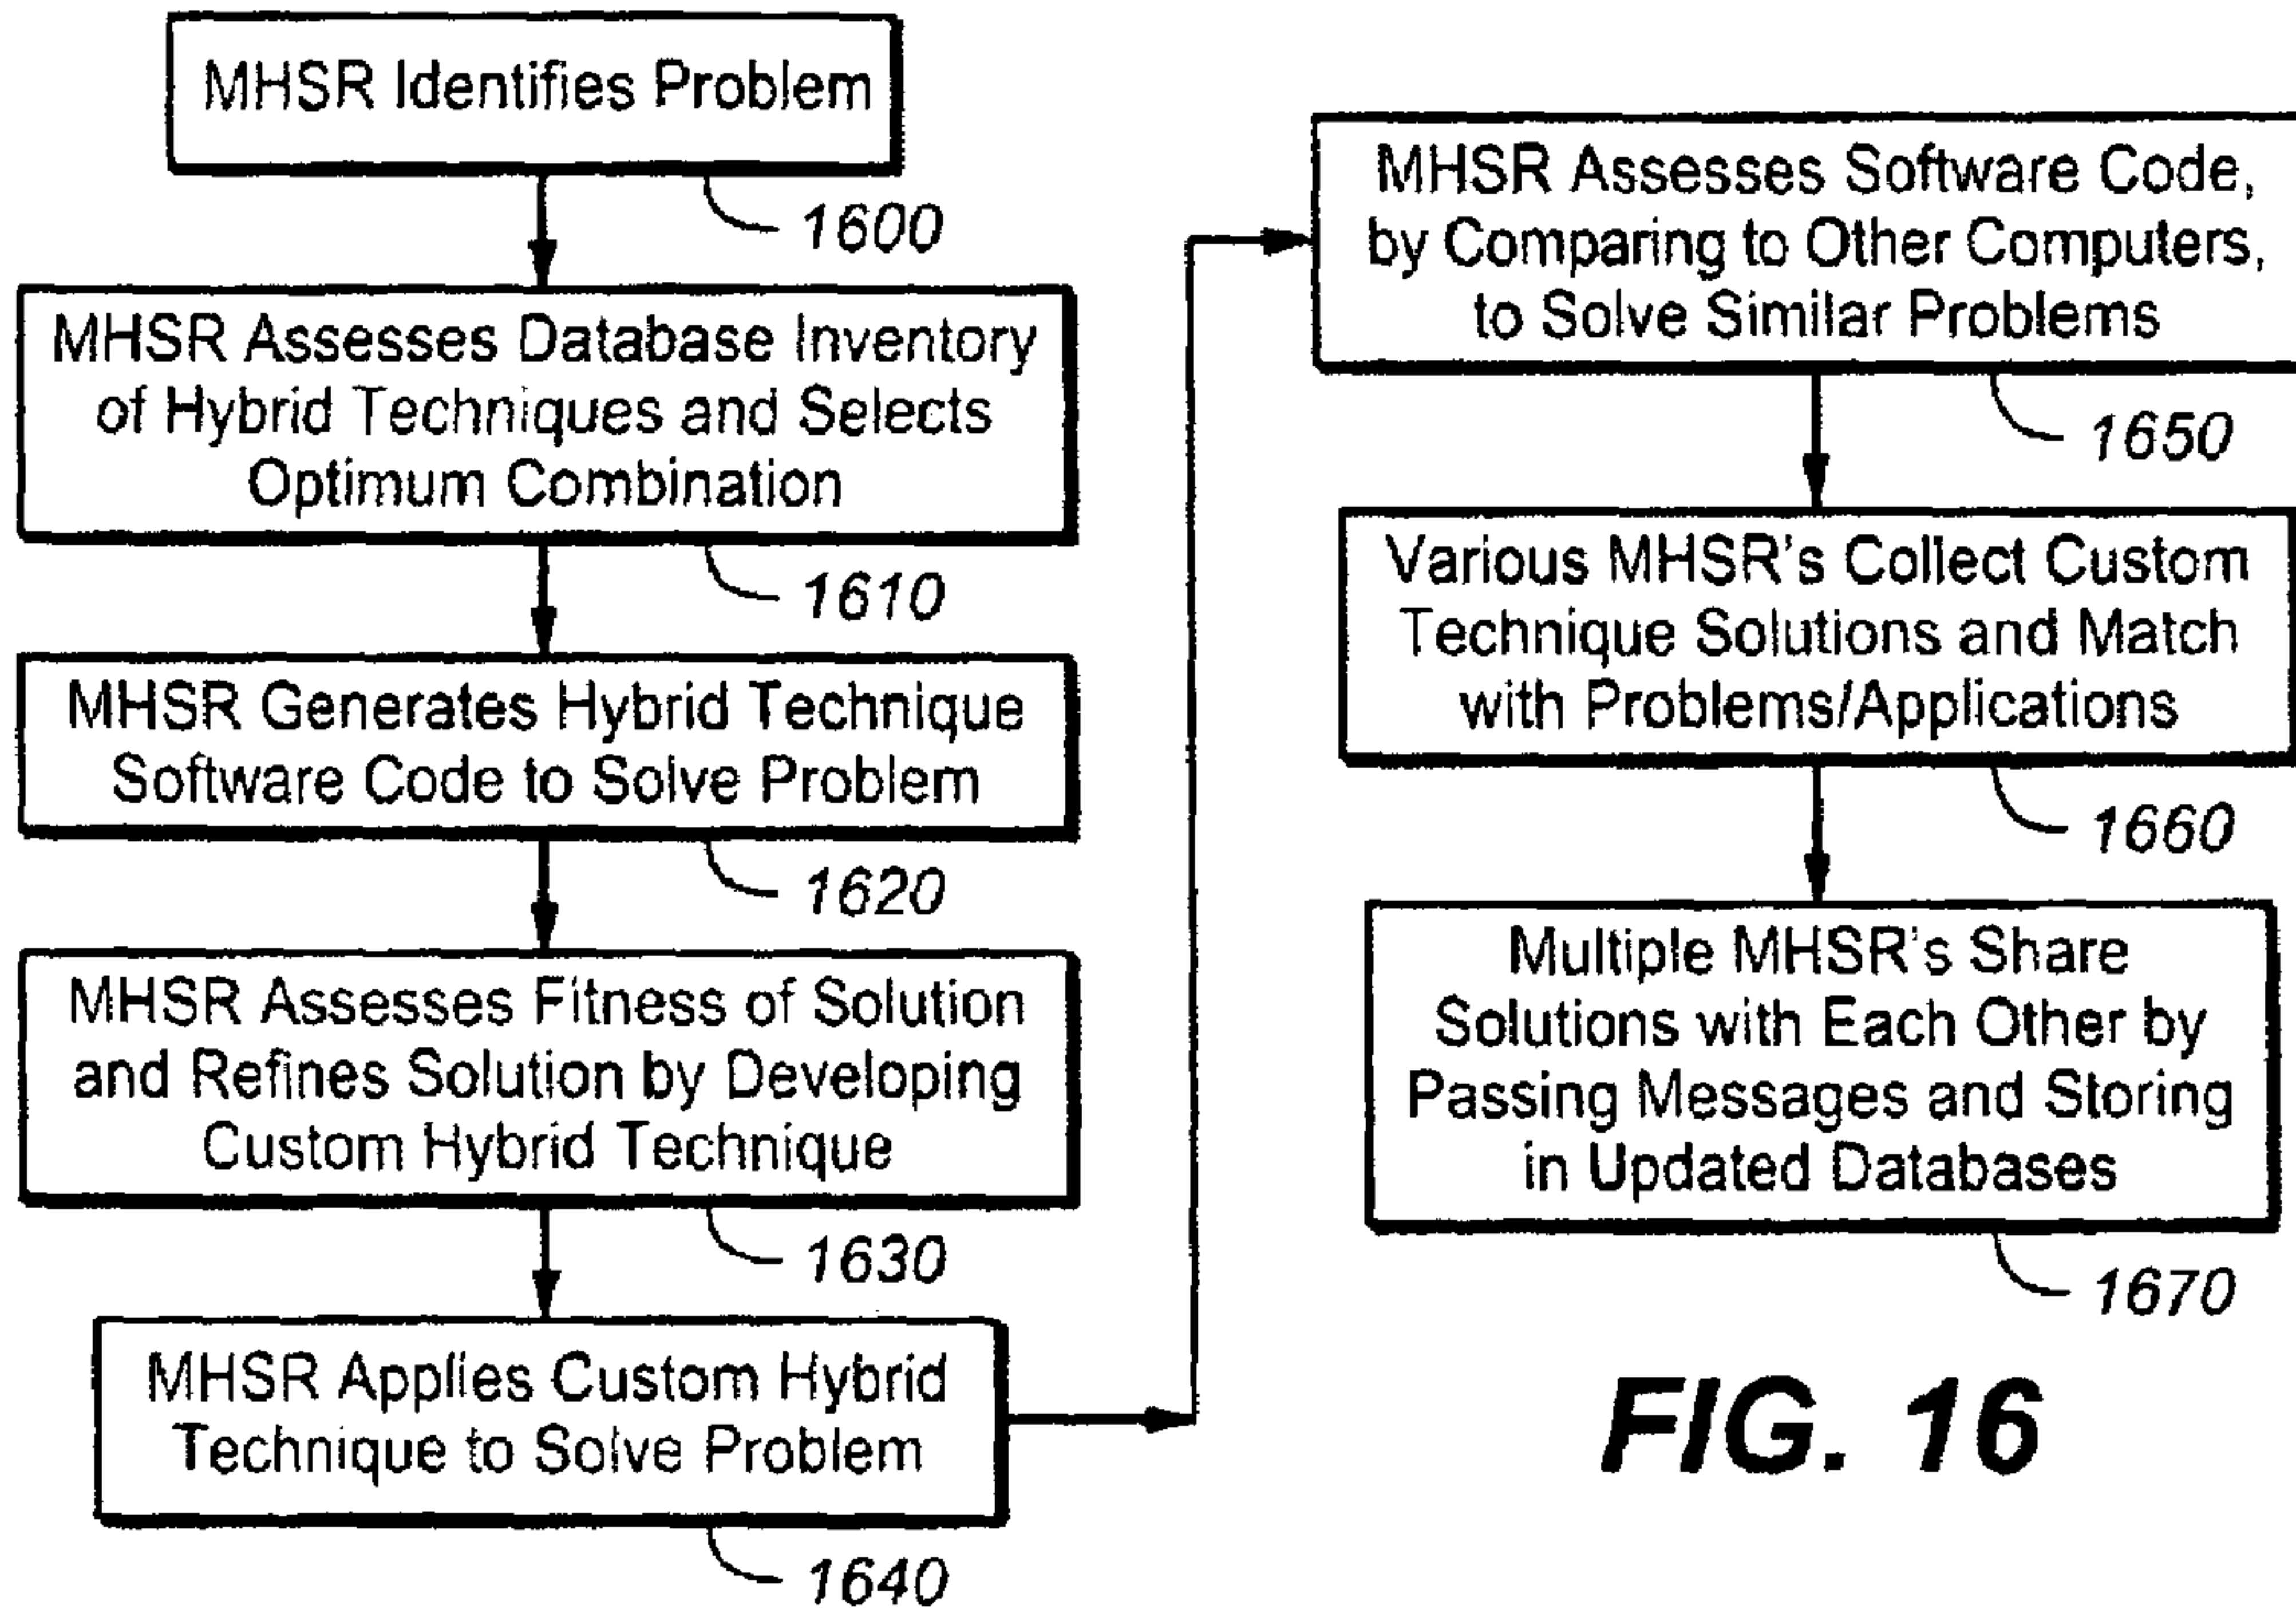 MHSR Identifies Problem
1600
MHSR Assesses Database Inventory
of Hybrid Techniques and Selects
Optimum Combination
1610
MHSR Generates Hybrid Technique
Software Code to Solve Problem
1620
MHSR Assesses Fitness of Solution
and Refines Solution by Developing
Custom Hybrid Technique
1630
MHSR Applies Custom Hybrid
Technique to Solve Problem
1640
MHSR Assesses Software Code,
by Comparing to Other Computers,
to Solve Similar Problems
1650
Various MHSR's Collect Custom
Technique Solutions and Match
with Problems/Applications
1660
Multiple MHSR's Share
Solutions with Each Other by
Passing Messages and Storing
in Updated Databases
1670
FIG. 16